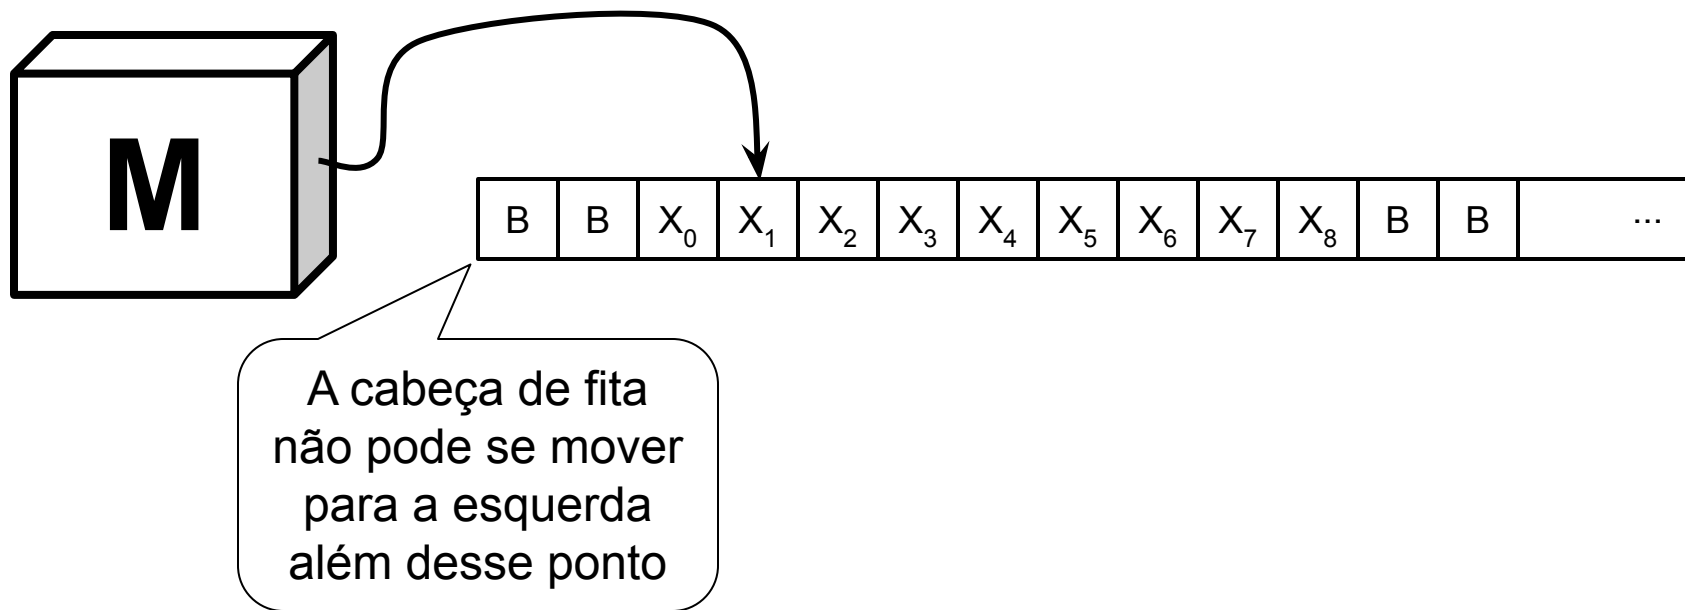 M
B B X0 X1 X2 X3 X4 X5 X6 X7 X8 B B ...
A cabeça de fita
não pode se mover
para a esquerda
além desse ponto